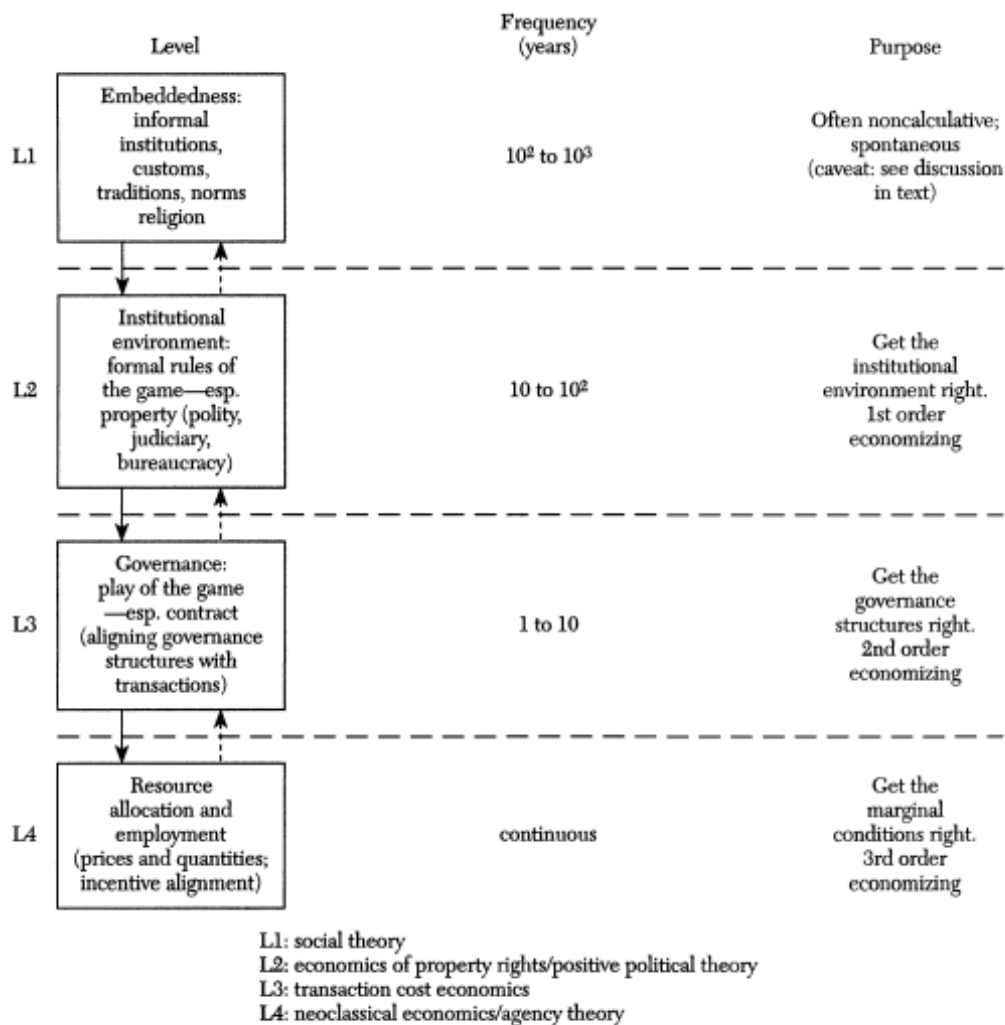 Level
Frequency
(years)
Purpose
L1
Embeddedness:
informal
institutions,
customs,
traditions, norms
religion
10² to 10³
Often noncalculative;
spontaneous
(caveat: see discussion
in text)
L2
Institutional
environment:
formal rules of
the game—esp.
property (polity,
judiciary,
bureaucracy)
10 to 10²
Get the
institutional
environment right.
1st order
economizing
L3
Governance:
play of the game
—esp. contract
(aligning governance
structures with
transactions)
1 to 10
Get the
governance
structures right.
2nd order
economizing
L4
Resource
allocation and
employment
(prices and quantities;
incentive alignment)
continuous
Get the
marginal
conditions right.
3rd order
economizing
L1: social theory
L2: economics of property rights/positive political theory
L3: transaction cost economics
L4: neoclassical economics/agency theory